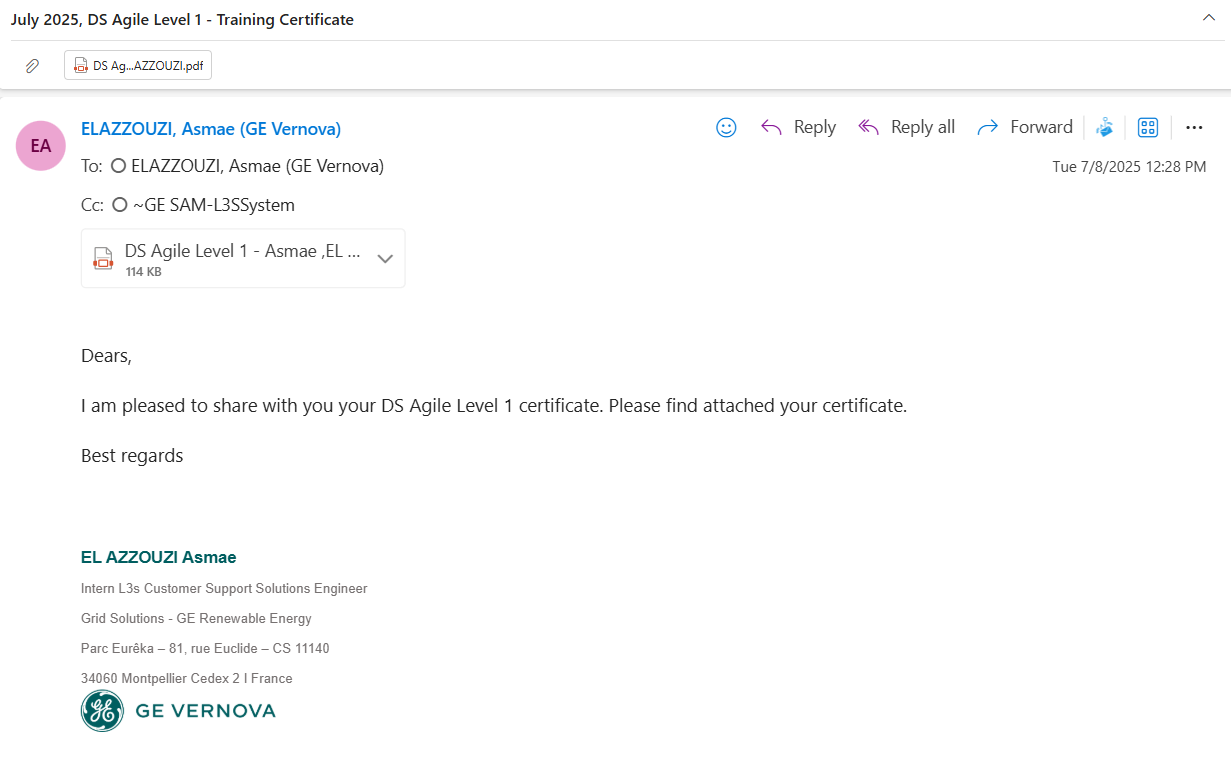 July 2025, DS Agile Level 1 - Training Certificate
DS Ag...AZZOUZI.pdf
EA
ELAZZOUZI, Asmae (GE Vernova)
Reply
Reply all
Forward
To: ELAZZOUZI, Asmae (GE Vernova)
Tue 7/8/2025 12:28 PM
Cc: ~GE SAM-L3SSystem
DS Agile Level 1 - Asmae ,EL ...
114 KB
Dears,
I am pleased to share with you your DS Agile Level 1 certificate. Please find attached your certificate.
Best regards
EL AZZOUZI Asmae
Intern L3s Customer Support Solutions Engineer
Grid Solutions - GE Renewable Energy
Parc Eurêka – 81, rue Euclide – CS 11140
34060 Montpellier Cedex 2 I France
GE VERNOVA